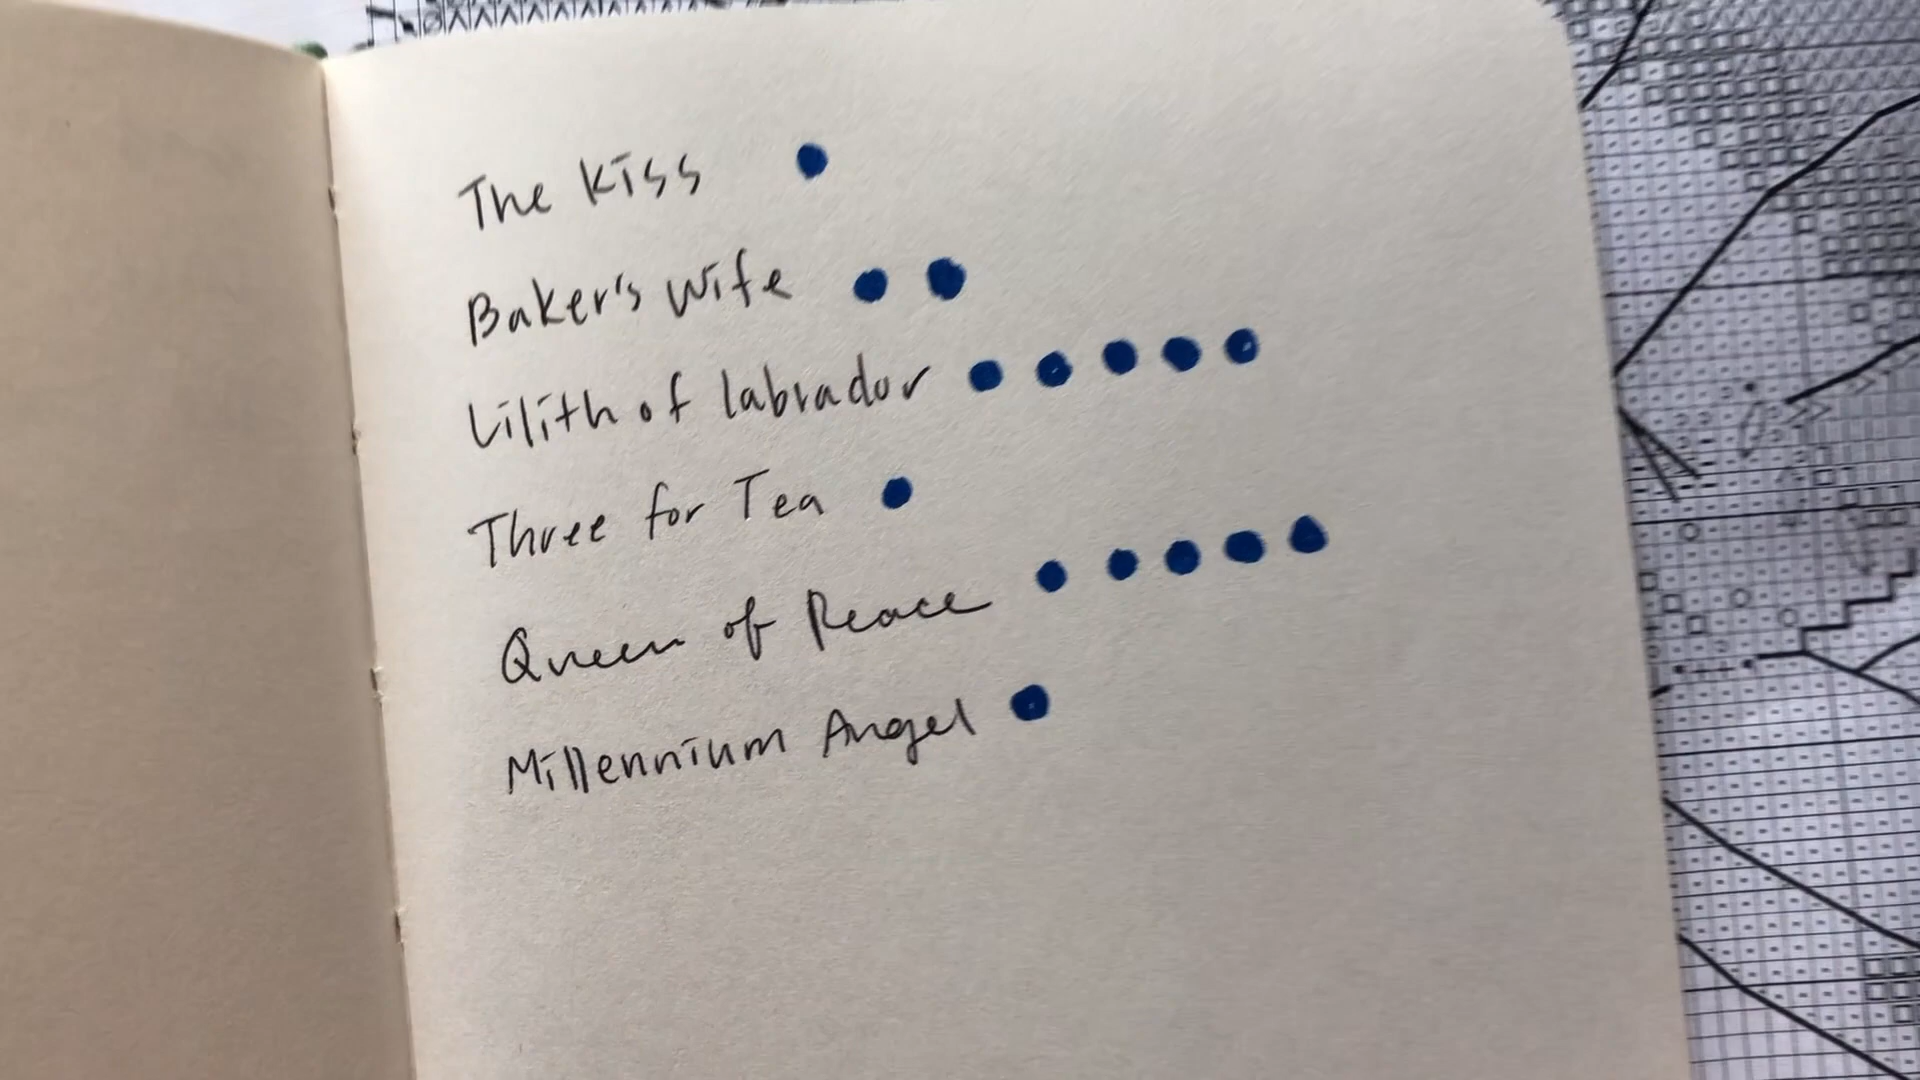 The Kiss
Baker's Wife
Lilith of labrador
Three for Tea
Queen of Peace
Millennium Angel